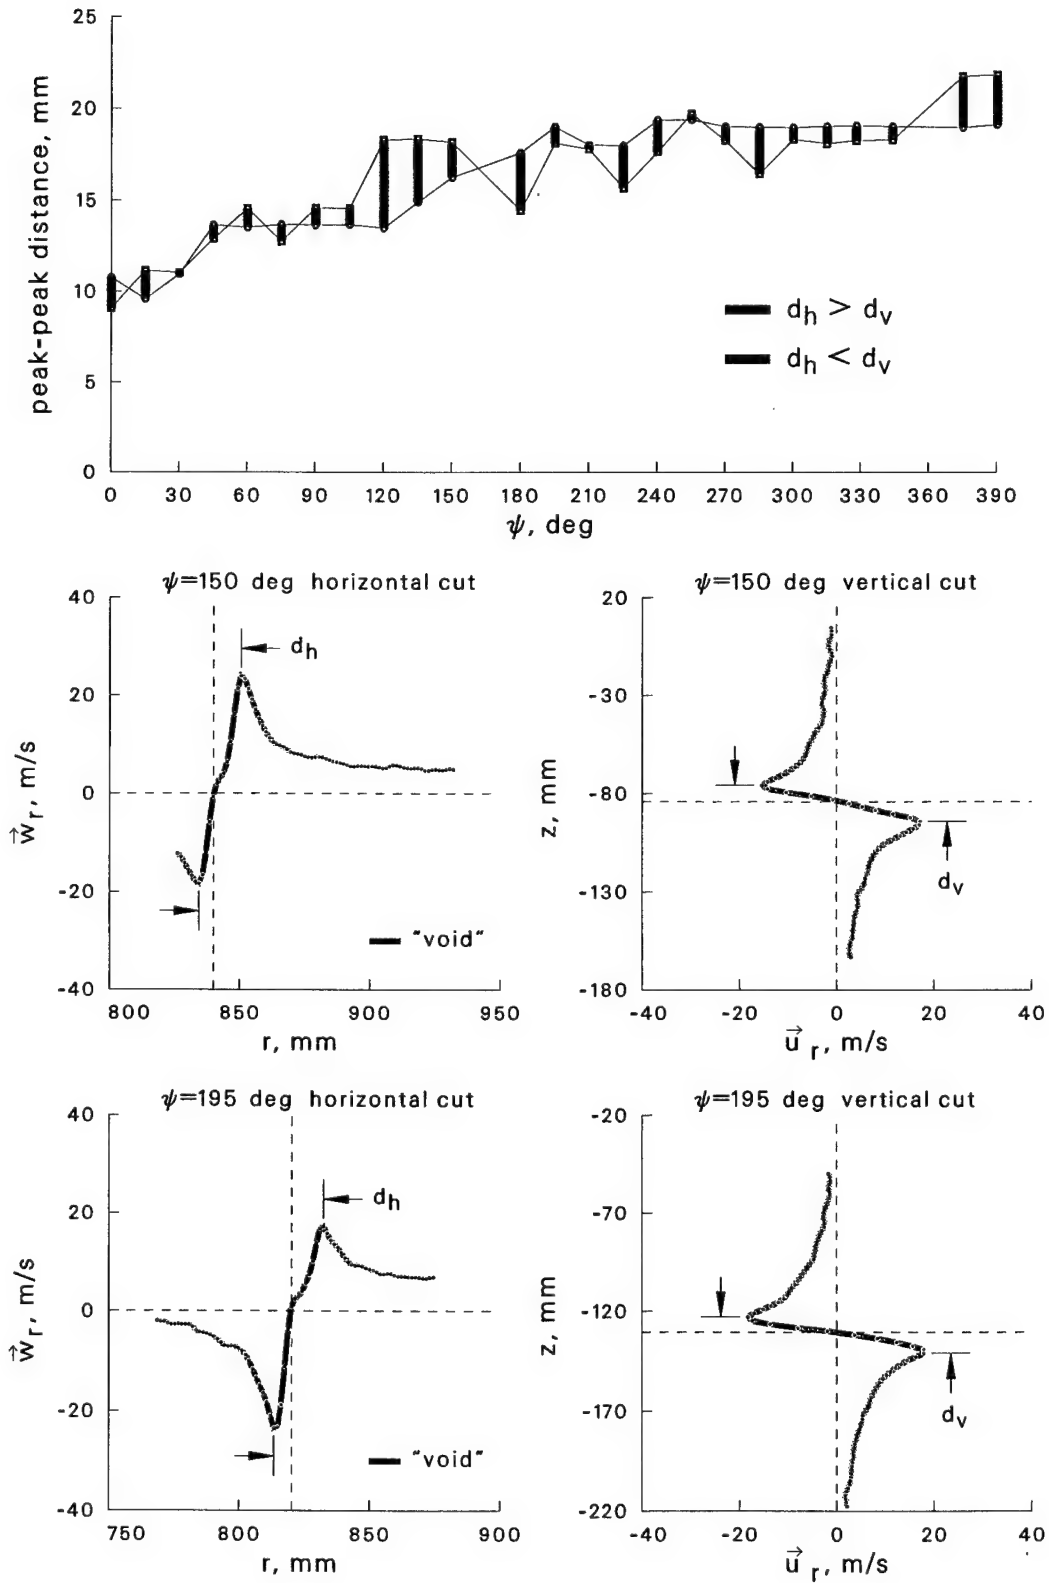 25
20
15
10
5
0
peak-peak distance, mm
d_h > d_v
d_h < d_v
0 30 60 90 120 150 180 210 240 270 300 330 360 390
ψ, deg
ψ=150 deg horizontal cut
40
20
0
-20
-40
w⃗_r, m/s
d_h
"void"
800 850 900 950
r, mm
ψ=150 deg vertical cut
20
-30
-80
-130
-180
z, mm
d_v
-40 -20 0 20 40
u⃗_r, m/s
ψ=195 deg horizontal cut
40
20
0
-20
-40
w⃗_r, m/s
d_h
"void"
750 800 850 900
r, mm
ψ=195 deg vertical cut
-20
-70
-120
-170
-220
z, mm
d_v
-40 -20 0 20 40
u⃗_r, m/s